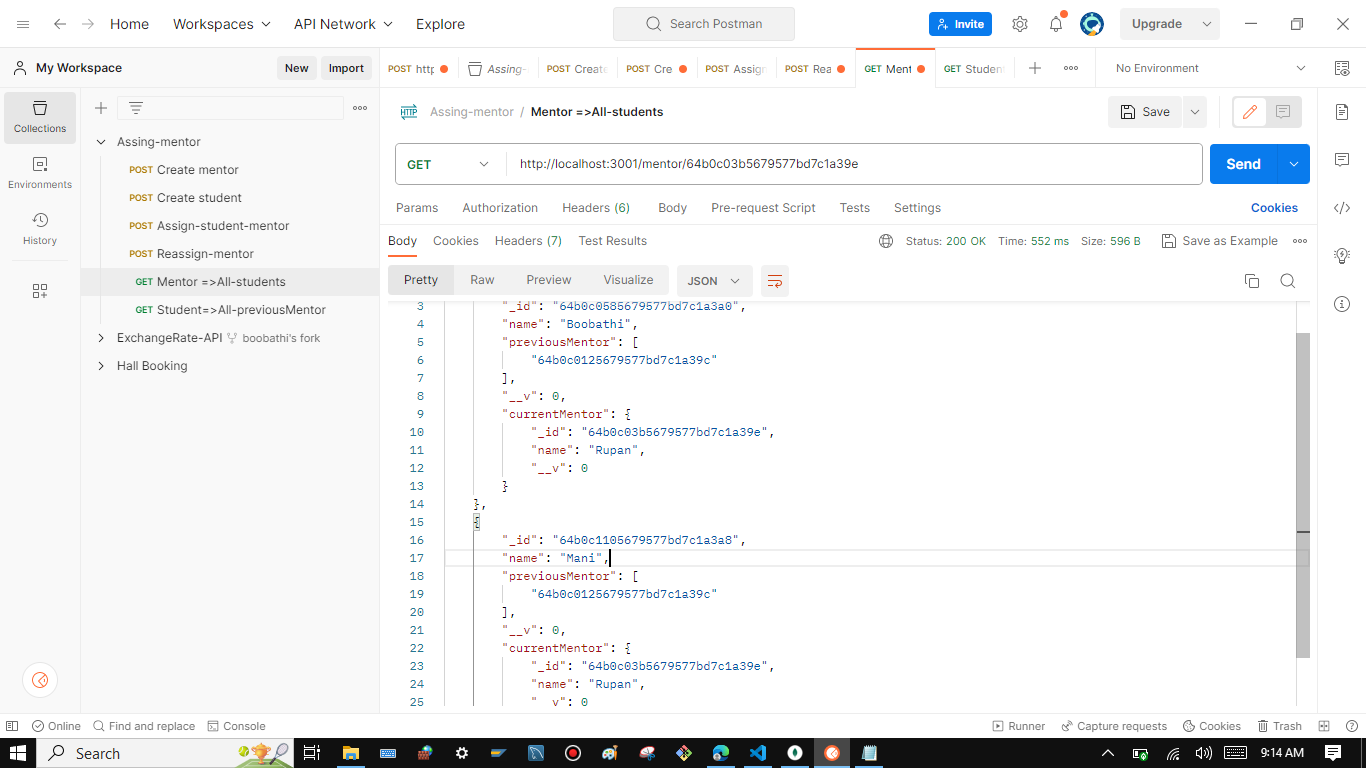 Home Workspaces API Network Explore Search Postman Invite Upgrade
My Workspace New Import POST http Assing- POST Create POST Cre POST Assign POST Rea GET Ment GET Studen No Environment
Collections
Environments
History
Assing-mentor
POST Create mentor
POST Create student
POST Assign-student-mentor
POST Reassign-mentor
GET Mentor =>All-students
GET Student=>All-previousMentor
ExchangeRate-API boobathi's fork
Hall Booking
HTTP Assing-mentor / Mentor =>All-students Save
GET http://localhost:3001/mentor/64b0c03b5679577bd7c1a39e Send
Params Authorization Headers (6) Body Pre-request Script Tests Settings Cookies
Body Cookies Headers (7) Test Results Status: 200 OK Time: 552 ms Size: 596 B Save as Example
Pretty Raw Preview Visualize JSON
3 "_id": "64b0c0585679577bd7c1a3a0",
4 "name": "Boobathi",
5 "previousMentor": [
6 "64b0c0125679577bd7c1a39c"
7 ],
8 "__v": 0,
9 "currentMentor": {
10 "_id": "64b0c03b5679577bd7c1a39e",
11 "name": "Rupan",
12 "__v": 0
13 }
14 },
15 {
16 "_id": "64b0c1105679577bd7c1a3a8",
17 "name": "Mani",
18 "previousMentor": [
19 "64b0c0125679577bd7c1a39c"
20 ],
21 "__v": 0,
22 "currentMentor": {
23 "_id": "64b0c03b5679577bd7c1a39e",
24 "name": "Rupan",
25 "__v": 0
Online Find and replace Console Runner Capture requests Cookies Trash
Search 9:14 AM